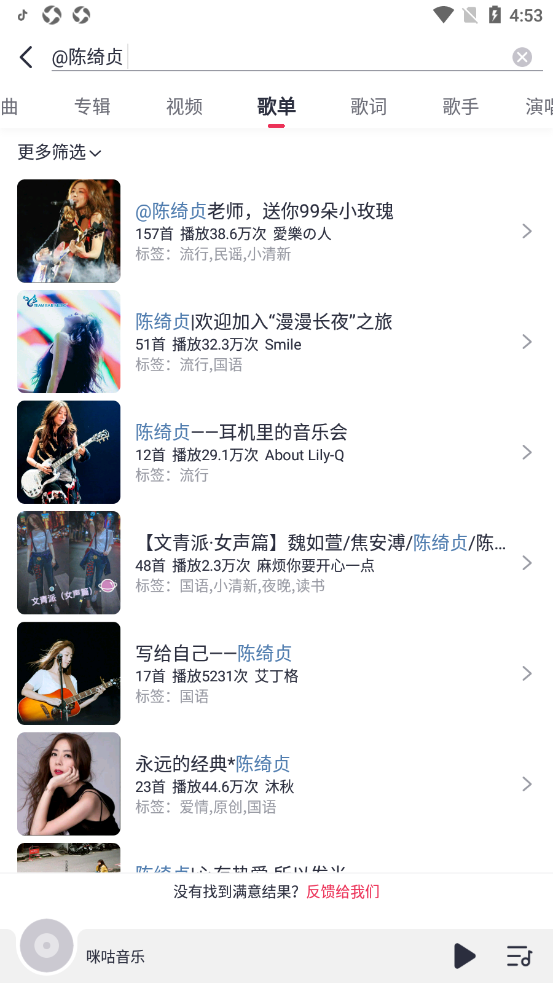 4:53
@陈绮贞
曲 专辑 视频 歌单 歌词 歌手 演唱
更多筛选
@陈绮贞老师，送你99朵小玫瑰
157首 播放38.6万次 愛樂の人
标签：流行,民谣,小清新
陈绮贞|欢迎加入“漫漫长夜”之旅
51首 播放32.3万次 Smile
标签：流行,国语
陈绮贞——耳机里的音乐会
12首 播放29.1万次 About Lily-Q
标签：流行
【文青派·女声篇】魏如萱/焦安溥/陈绮贞/陈...
48首 播放2.3万次 麻烦你要开心一点
标签：国语,小清新,夜晚,读书
文青派（女声篇）
写给自己——陈绮贞
17首 播放5231次 艾丁格
标签：国语
永远的经典*陈绮贞
23首 播放44.6万次 沐秋
标签：爱情,原创,国语
陈绮贞|心有热爱 所以发光
没有找到满意结果？反馈给我们
咪咕音乐